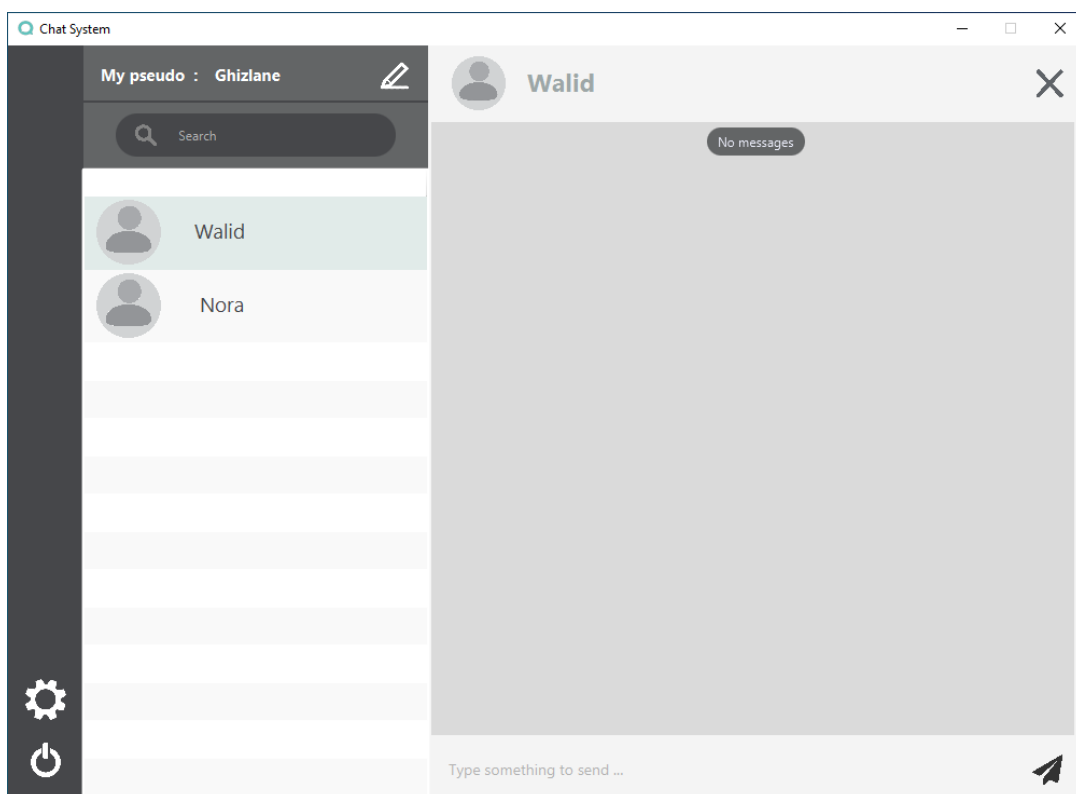 Chat System
My pseudo : Ghizlane
Search
Walid
Nora
Walid
No messages
Type something to send ...